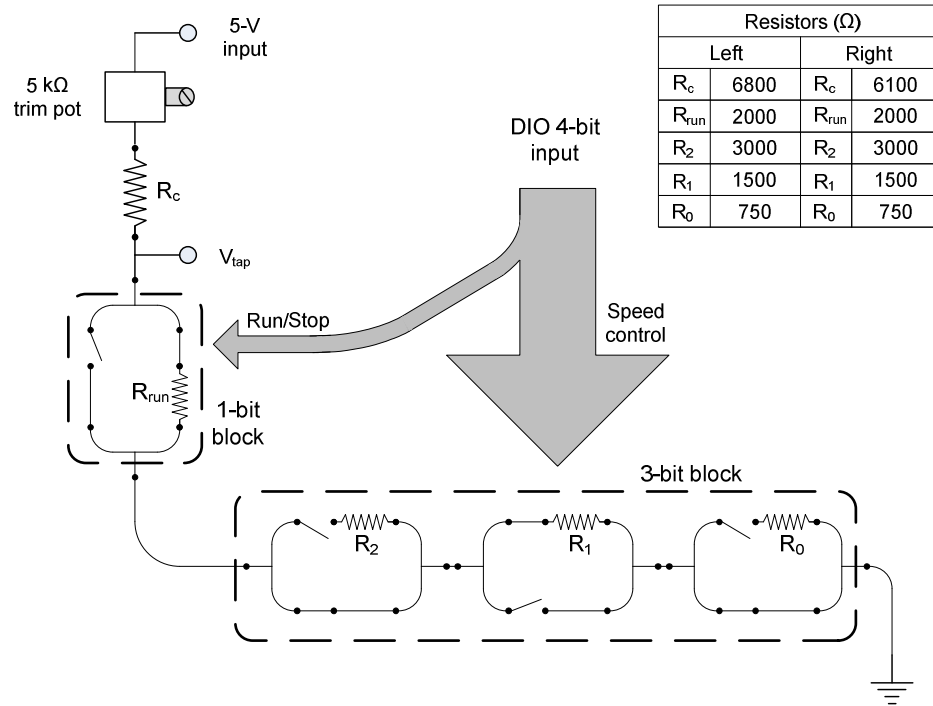 5-V
input
5 kΩ
trim pot
R_c
V_tap
Run/Stop
R_run
1-bit
block
DIO 4-bit
input
Speed
control
3-bit block
R_2
R_1
R_0
Resistors (Ω)
Left Right
R_c 6800 R_c 6100
R_run 2000 R_run 2000
R_2 3000 R_2 3000
R_1 1500 R_1 1500
R_0 750 R_0 750